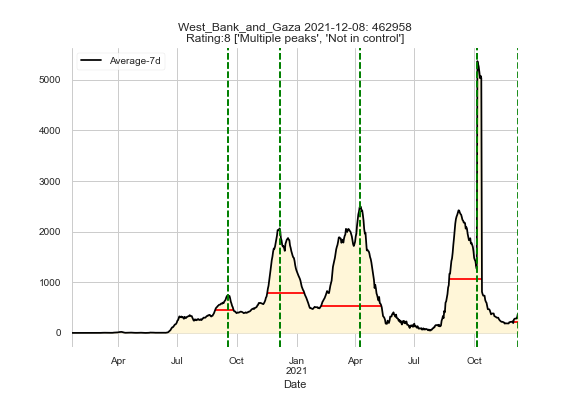 West_Bank_and_Gaza 2021-12-08: 462958
Rating:8 ['Multiple peaks', 'Not in control']
Average-7d
5000
4000
3000
2000
1000
0
Apr Jul Oct Jan Apr Jul Oct
2021
Date